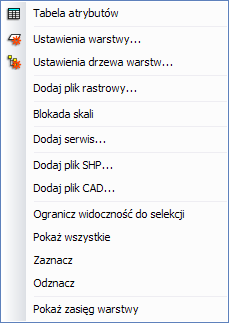 Tabela atrybutów
Ustawienia warstwy...
Ustawienia drzewa warstw...
Dodaj plik rastrowy...
Blokada skali
Dodaj serwis...
Dodaj plik SHP...
Dodaj plik CAD...
Ogranicz widoczność do selekcji
Pokaż wszystkie
Zaznacz
Odznacz
Pokaż zasięg warstwy